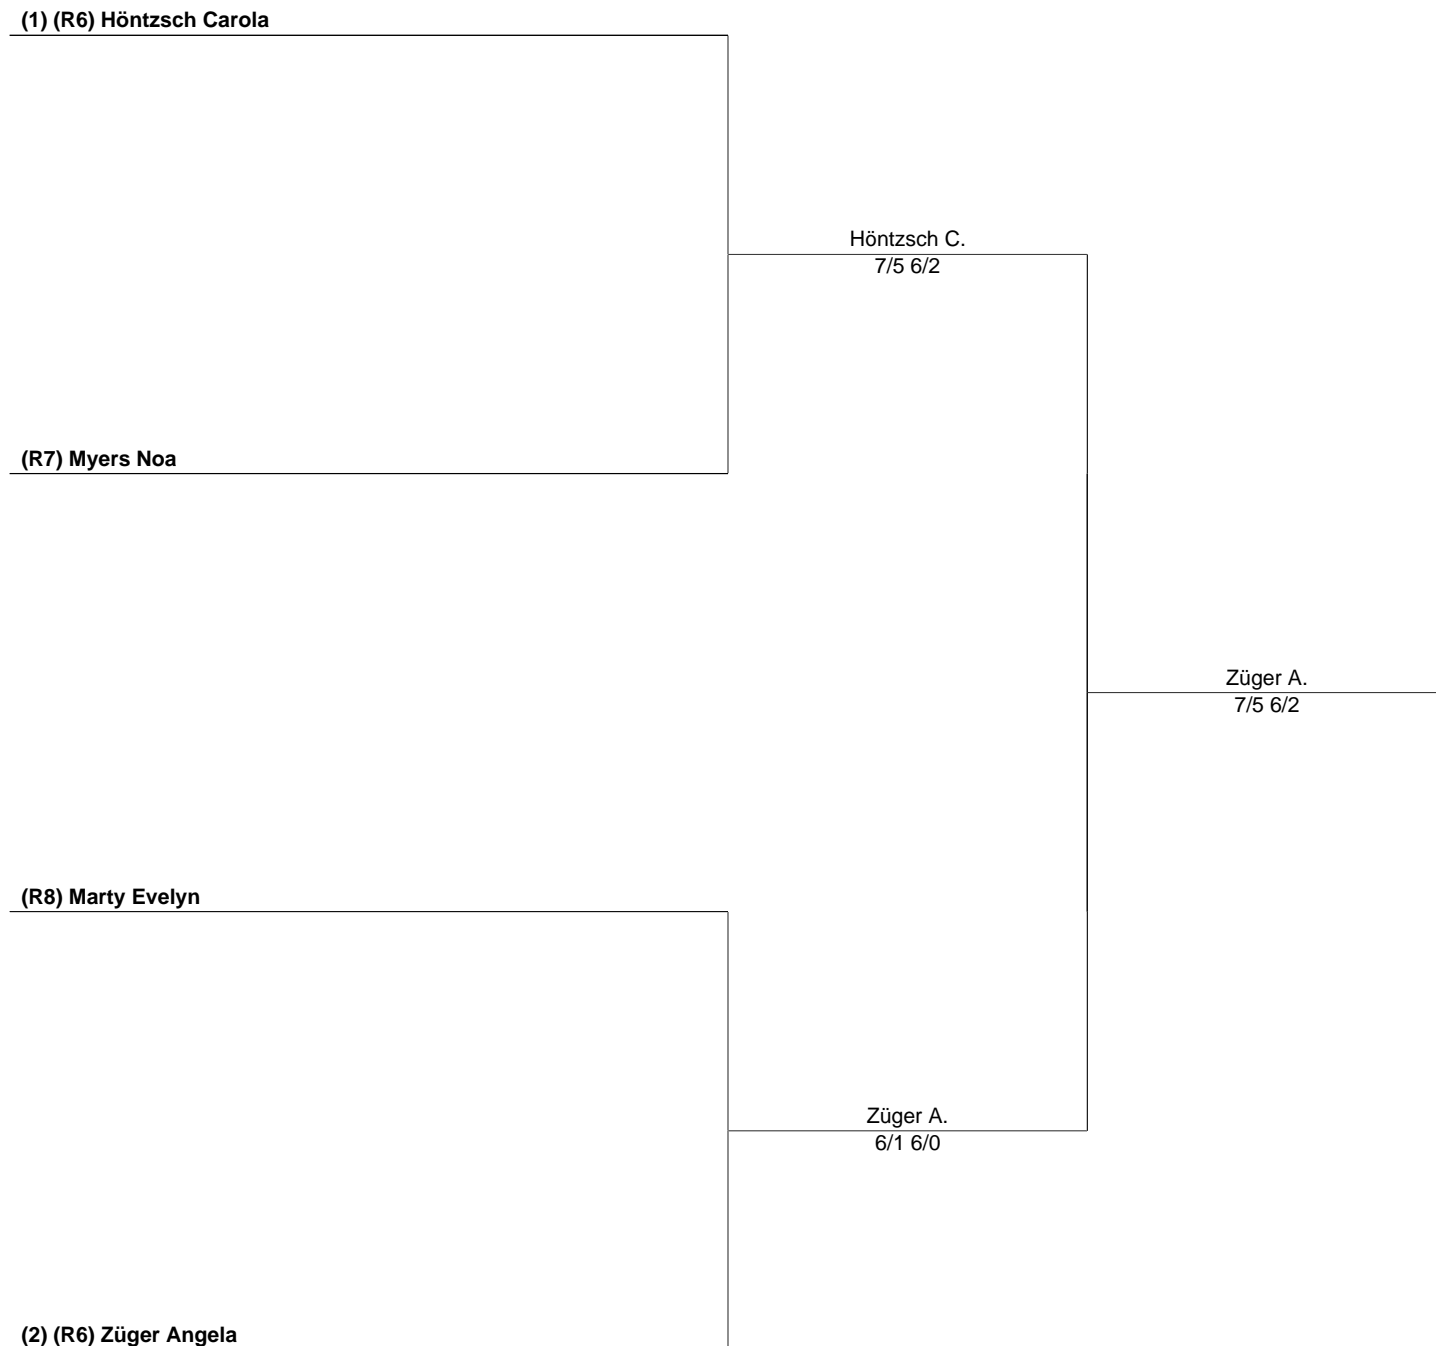 (1) (R6) Höntzsch Carola
Höntzsch C.
7/5 6/2
(R7) Myers Noa
Züger A.
7/5 6/2
(R8) Marty Evelyn
Züger A.
6/1 6/0
(2) (R6) Züger Angela